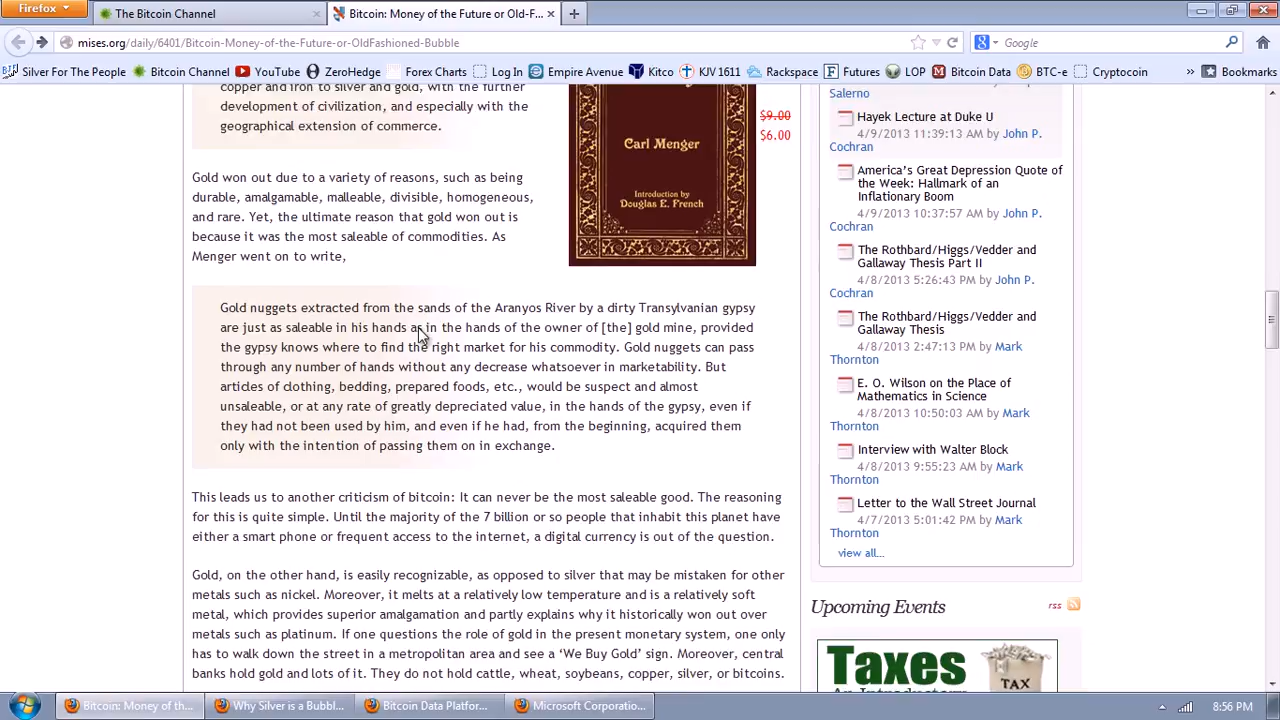 Firefox
The Bitcoin Channel
Bitcoin: Money of the Future or Old-F...
mises.org/daily/6401/Bitcoin-Money-of-the-Future-or-OldFashioned-Bubble
Google
Silver For The People
Bitcoin Channel
YouTube
ZeroHedge
Forex Charts
Log In
Empire Avenue
Kitco
KJV 1611
Rackspace
Futures
LOP
Bitcoin Data
BTC-e
Cryptocoin
»
Bookmarks
copper and iron to silver and gold, with the further
development of civilization, and especially with the
geographical extension of commerce.
$9.00
$6.00
Carl Menger
Introduction by
Douglas E. French
Gold won out due to a variety of reasons, such as being
durable, amalgamable, malleable, divisible, homogeneous,
and rare. Yet, the ultimate reason that gold won out is
because it was the most saleable of commodities. As
Menger went on to write,
Gold nuggets extracted from the sands of the Aranyos River by a dirty Transylvanian gypsy
are just as saleable in his hands as in the hands of the owner of [the] gold mine, provided
the gypsy knows where to find the right market for his commodity. Gold nuggets can pass
through any number of hands without any decrease whatsoever in marketability. But
articles of clothing, bedding, prepared foods, etc., would be suspect and almost
unsaleable, or at any rate of greatly depreciated value, in the hands of the gypsy, even if
they had not been used by him, and even if he had, from the beginning, acquired them
only with the intention of passing them on in exchange.
This leads us to another criticism of bitcoin: It can never be the most saleable good. The reasoning
for this is quite simple. Until the majority of the 7 billion or so people that inhabit this planet have
either a smart phone or frequent access to the internet, a digital currency is out of the question.
Gold, on the other hand, is easily recognizable, as opposed to silver that may be mistaken for other
metals such as nickel. Moreover, it melts at a relatively low temperature and is a relatively soft
metal, which provides superior amalgamation and partly explains why it historically won out over
metals such as platinum. If one questions the role of gold in the present monetary system, one only
has to walk down the street in a metropolitan area and see a ‘We Buy Gold’ sign. Moreover, central
banks hold gold and lots of it. They do not hold cattle, wheat, soybeans, copper, silver, or bitcoins.
Salerno
Hayek Lecture at Duke U
4/9/2013 11:39:13 AM by John P.
Cochran
America's Great Depression Quote of
the Week: Hallmark of an
Inflationary Boom
4/9/2013 10:37:57 AM by John P.
Cochran
The Rothbard/Higgs/Vedder and
Gallaway Thesis Part II
4/8/2013 5:26:43 PM by John P.
Cochran
The Rothbard/Higgs/Vedder and
Gallaway Thesis
4/8/2013 2:47:13 PM by Mark
Thornton
E. O. Wilson on the Place of
Mathematics in Science
4/8/2013 10:50:03 AM by Mark
Thornton
Interview with Walter Block
4/8/2013 9:55:23 AM by Mark
Thornton
Letter to the Wall Street Journal
4/7/2013 5:01:42 PM by Mark
Thornton
view all...
Upcoming Events
rss
Taxes
An Introductory
TAX
Bitcoin: Money of th...
Why Silver is a Bubbl...
Bitcoin Data Platfor...
Microsoft Corporatio...
8:56 PM